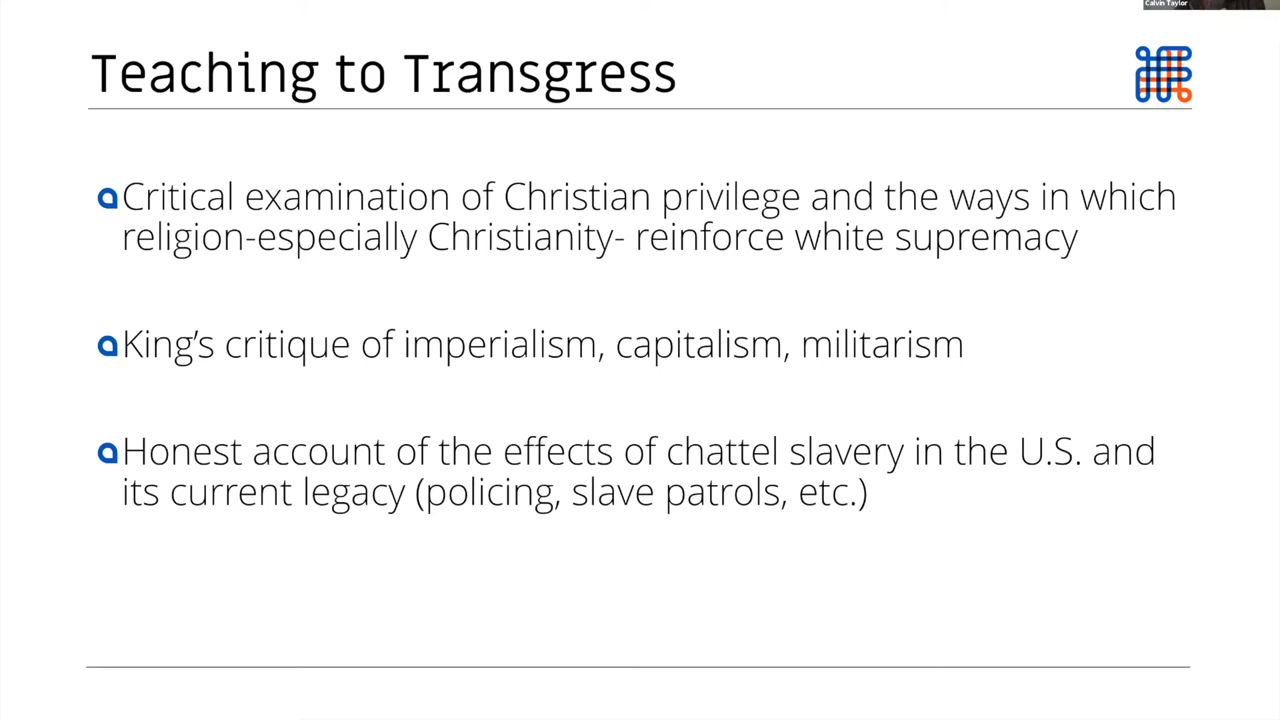 Calvin Taylor
Teaching to Transgress
Critical examination of Christian privilege and the ways in which
religion-especially Christianity- reinforce white supremacy
King’s critique of imperialism, capitalism, militarism
Honest account of the effects of chattel slavery in the U.S. and
its current legacy (policing, slave patrols, etc.)